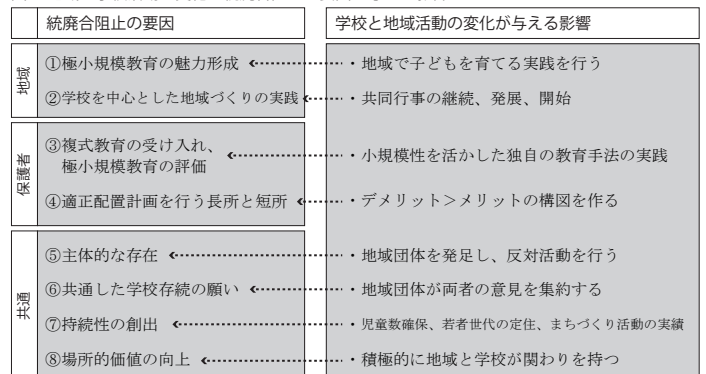 統廃合阻止の要因
学校と地域活動の変化が与える影響
地域
①極小規模教育の魅力形成
・地域で子どもを育てる実践を行う
②学校を中心とした地域づくりの実践
・共同行事の継続、発展、開始
保護者
③複式教育の受け入れ、
極小規模教育の評価
・小規模性を活かした独自の教育手法の実践
④適正配置計画を行う長所と短所
・デメリット＞メリットの構図を作る
共通
⑤主体的な存在
・地域団体を発足し、反対活動を行う
⑥共通した学校存続の願い
・地域団体が両者の意見を集約する
⑦持続性の創出
・児童数確保、若者世代の定住、まちづくり活動の実績
⑧場所的価値の向上
・積極的に地域と学校が関わりを持つ